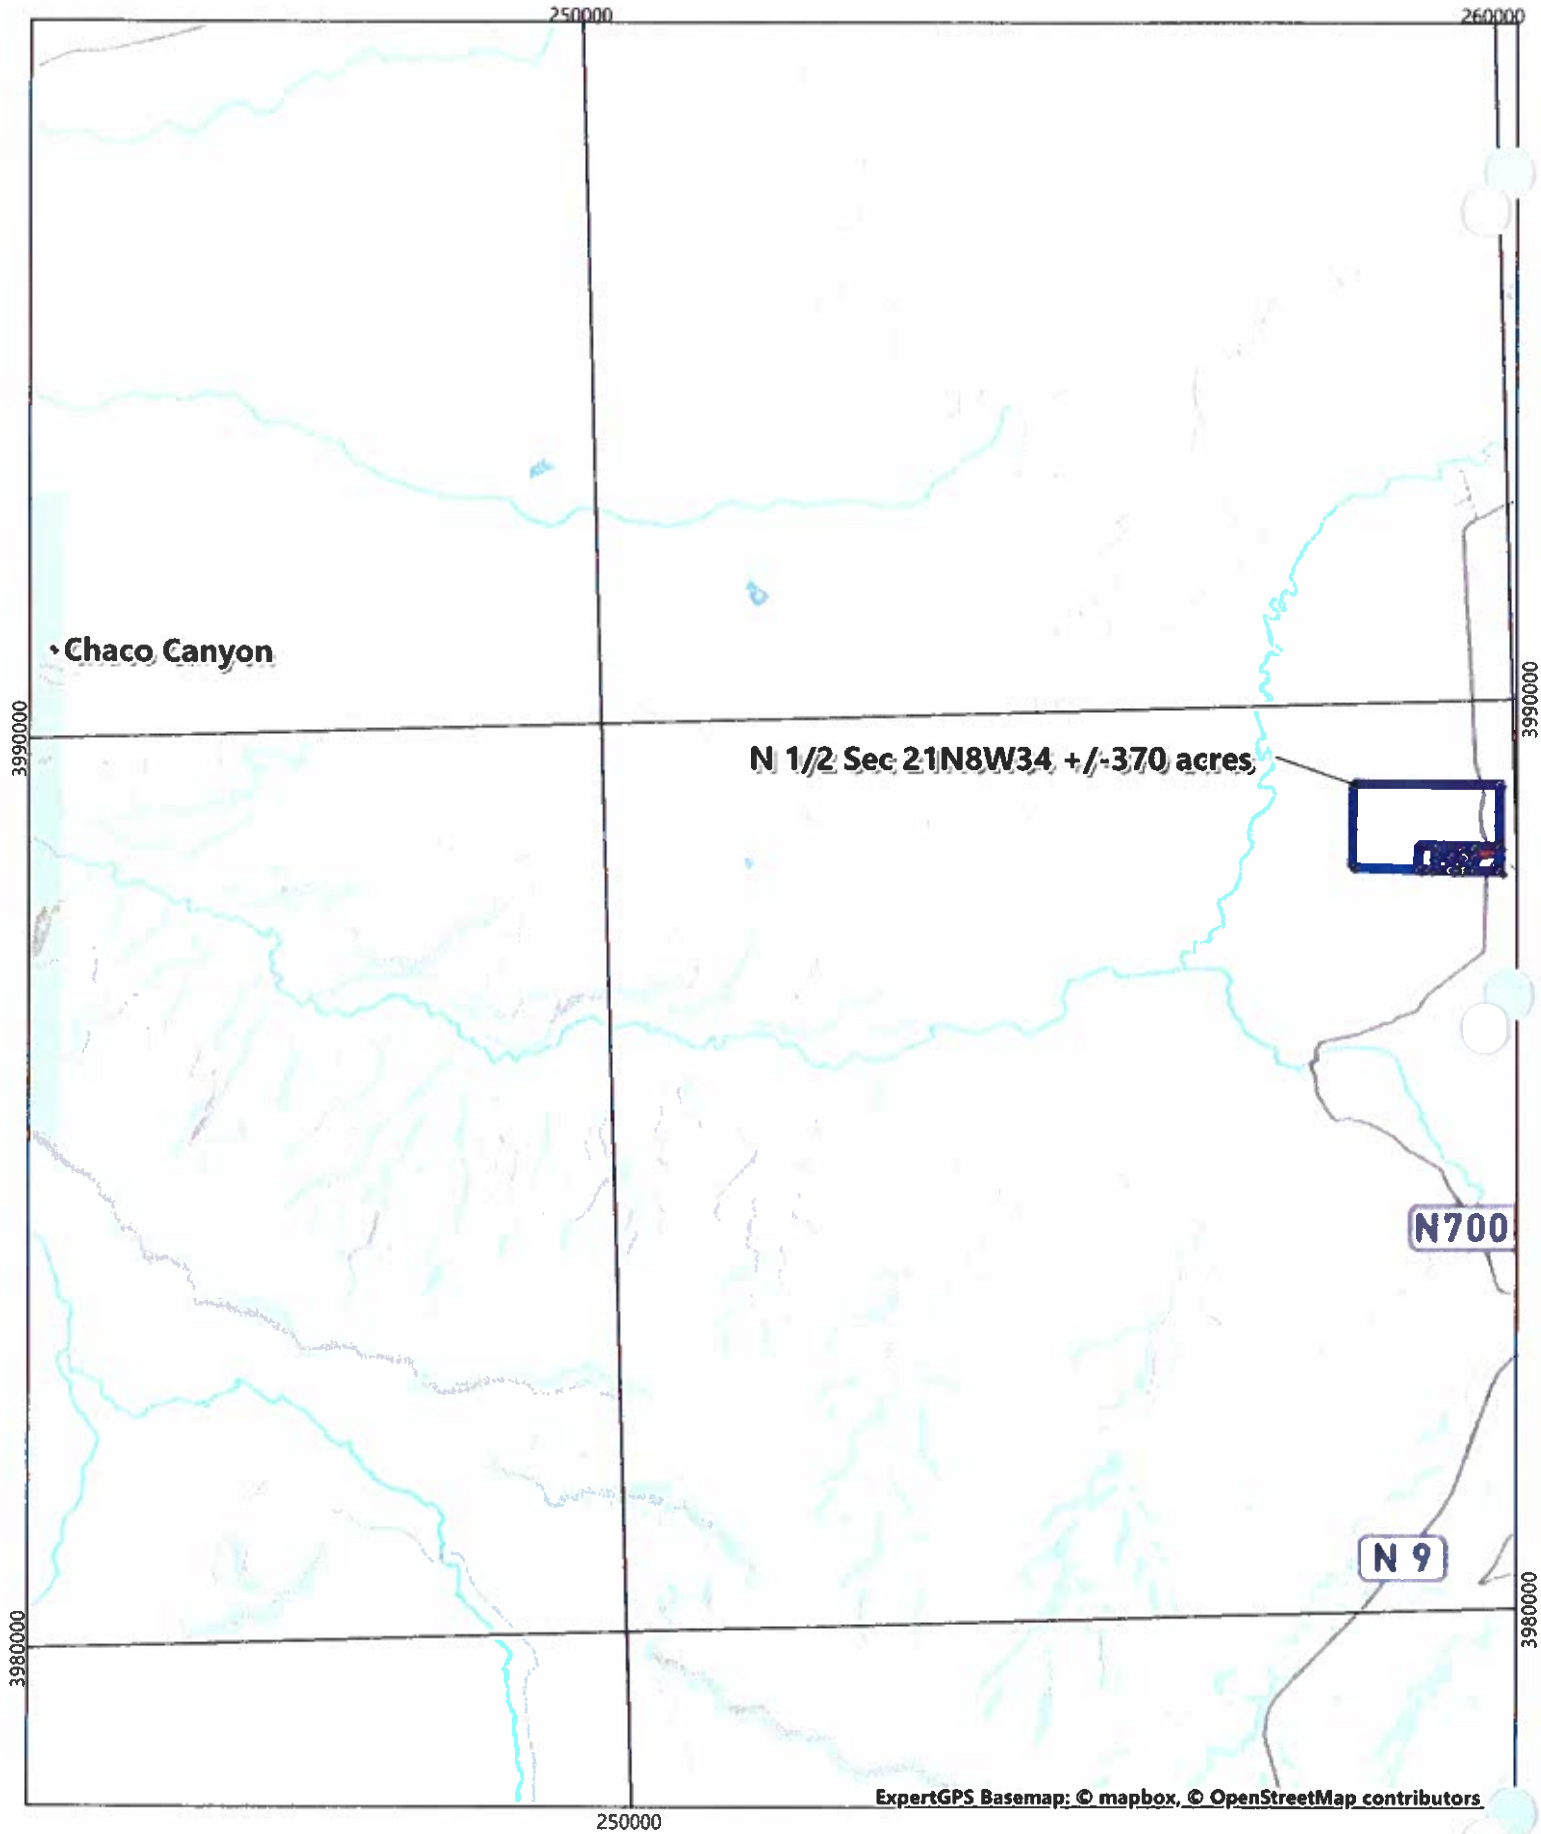 250000
260000
Chaco Canyon
3990000
3990000
N 1/2 Sec 21N8W34 +/-370 acres
N700
N 9
3980000
3980000
ExpertGPS Basemap: © mapbox, © OpenStreetMap contributors
250000